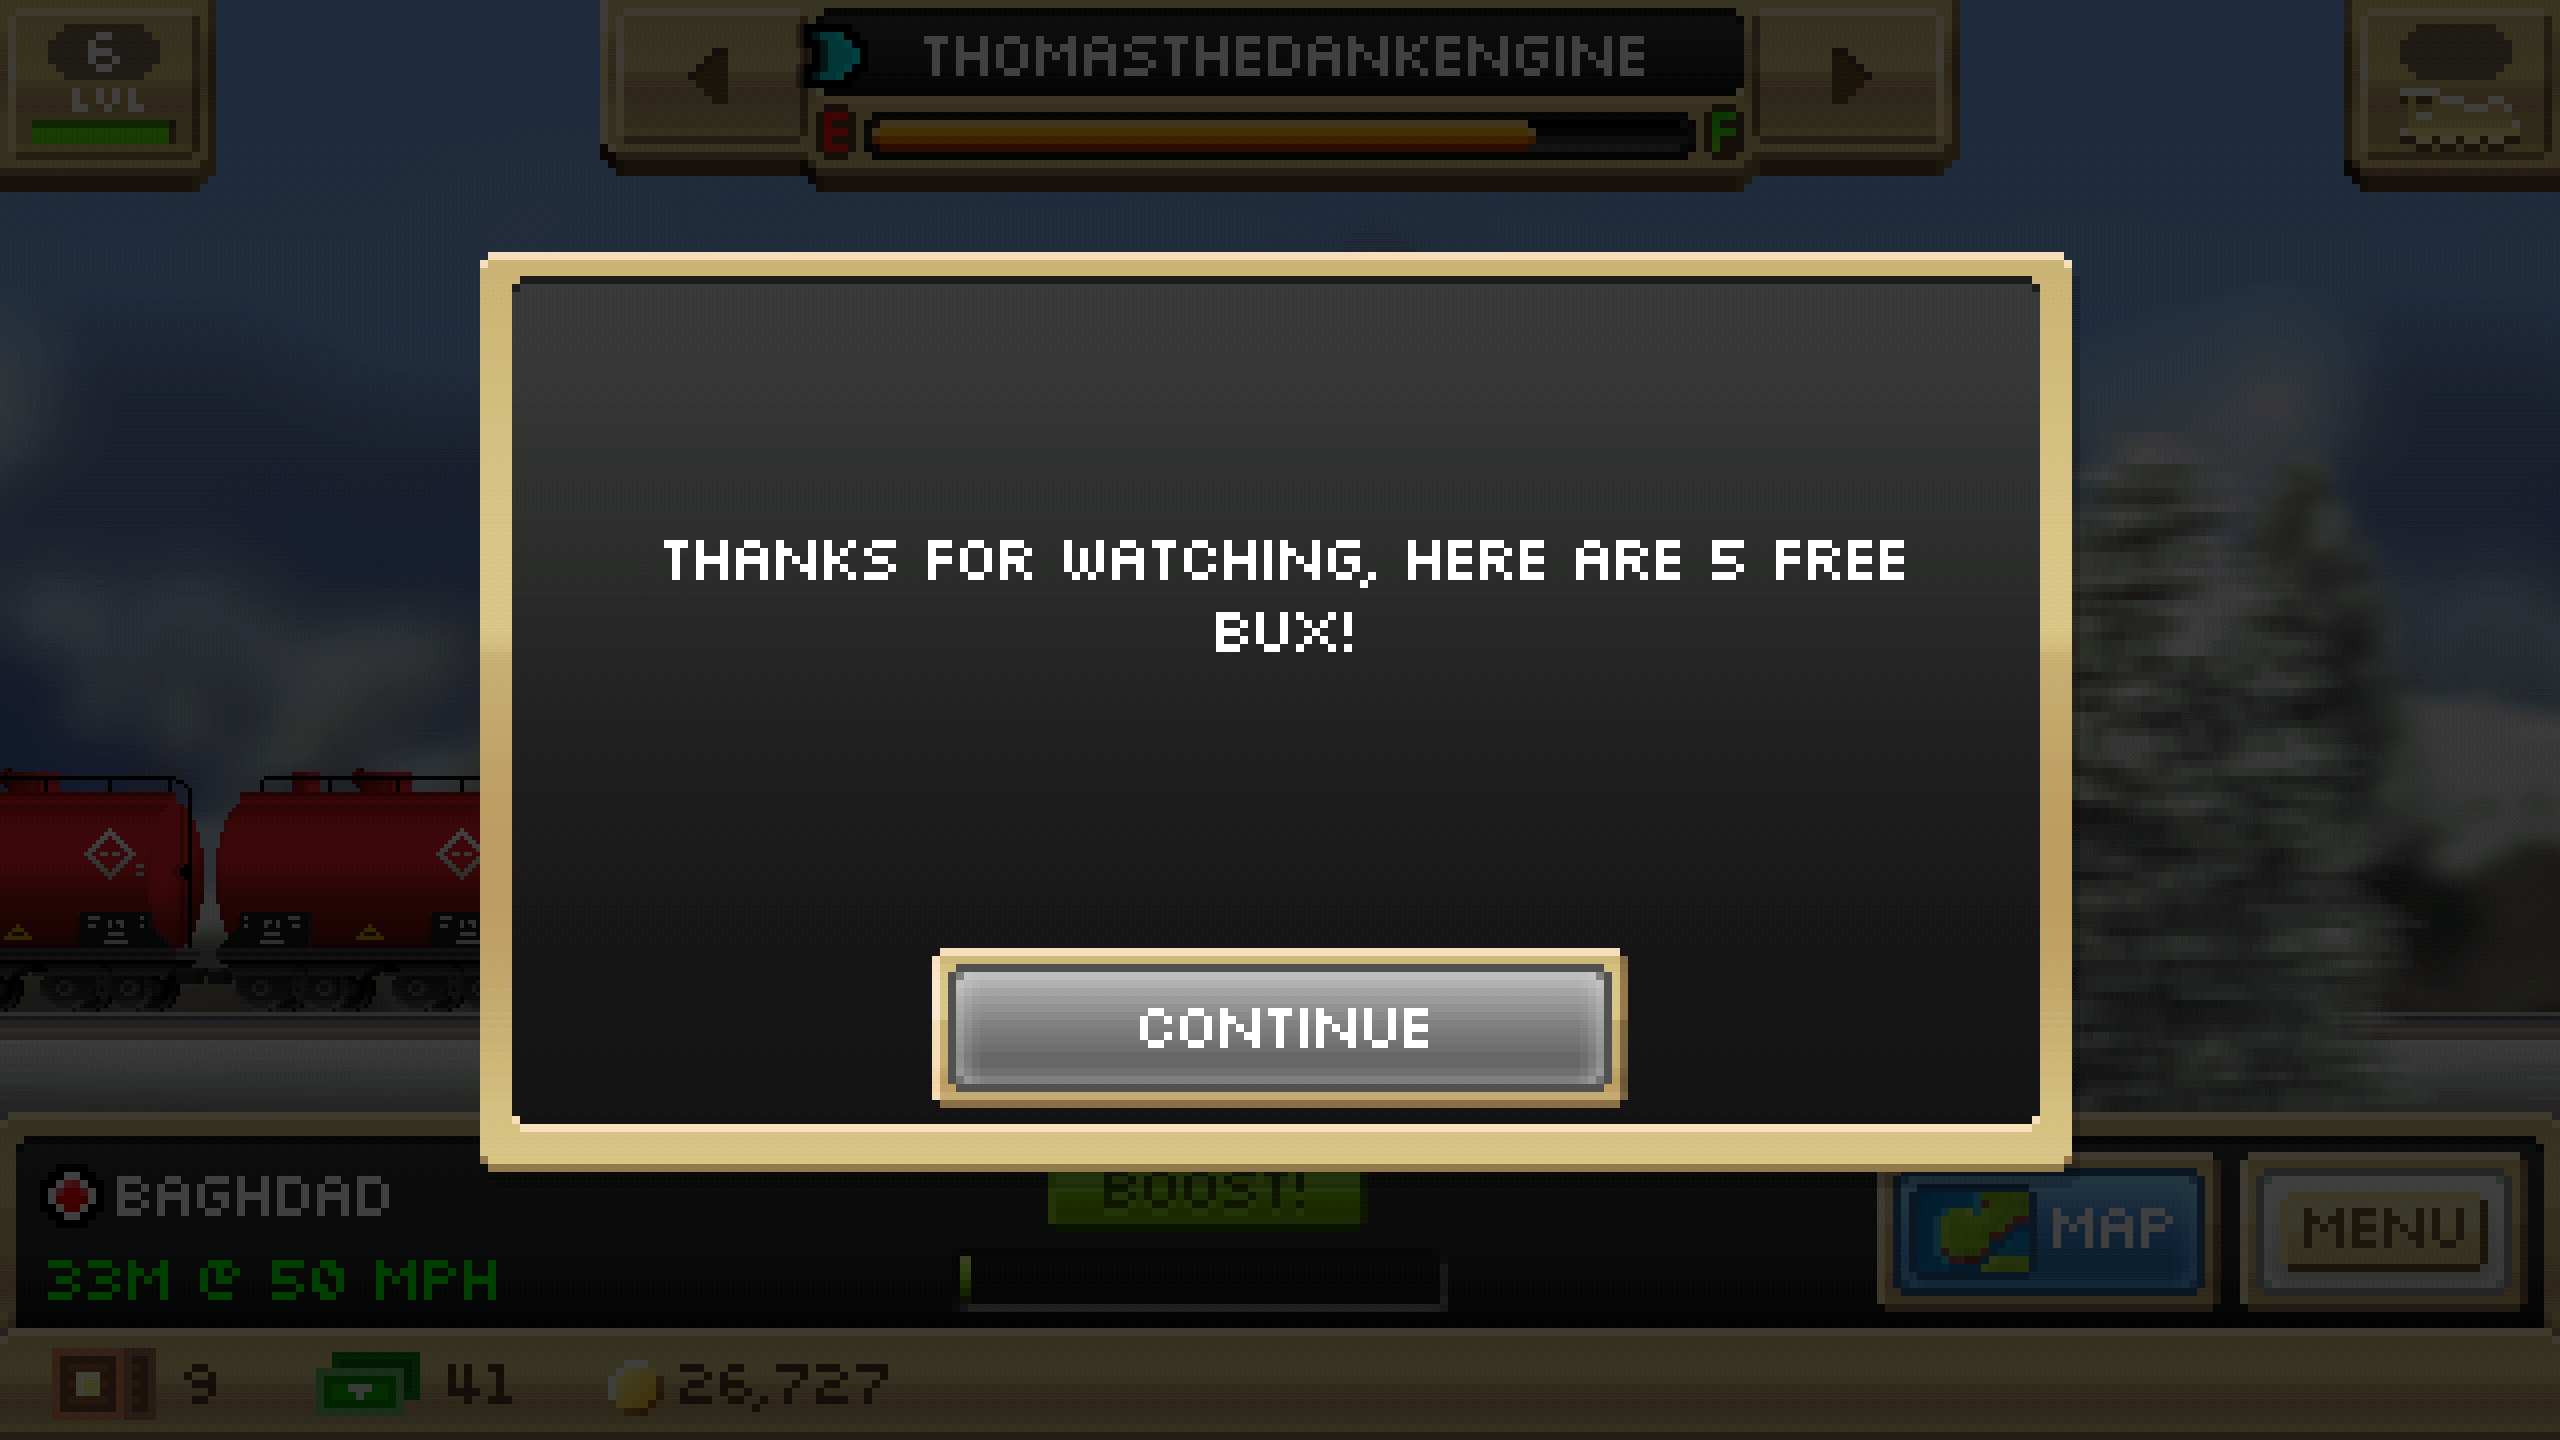 6
LVL
THOMASTHEDANKENGINE
E F
THANKS FOR WATCHING, HERE ARE 5 FREE
BUX!
CONTINUE
BAGHDAD
33M @ 50 MPH
BOOST!
MAP
MENU
9
41
26,727